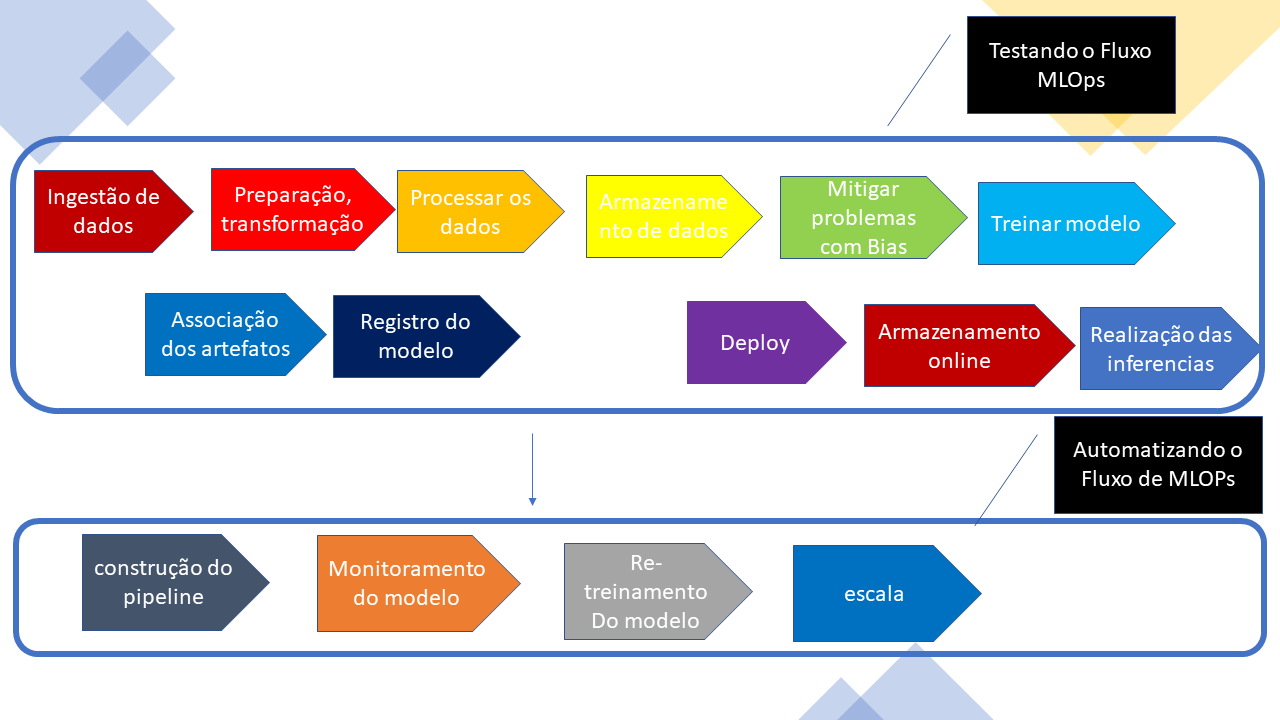 Testando o Fluxo
MLOps
Ingestão de
dados
Preparação,
transformação
Processar os
dados
Armazename
nto de dados
Mitigar
problemas
com Bias
Treinar modelo
Associação
dos artefatos
Registro do
modelo
Deploy
Armazenamento
online
Realização das
inferencias
Automatizando o
Fluxo de MLOPs
construção do
pipeline
Monitoramento
do modelo
Re-
treinamento
Do modelo
escala